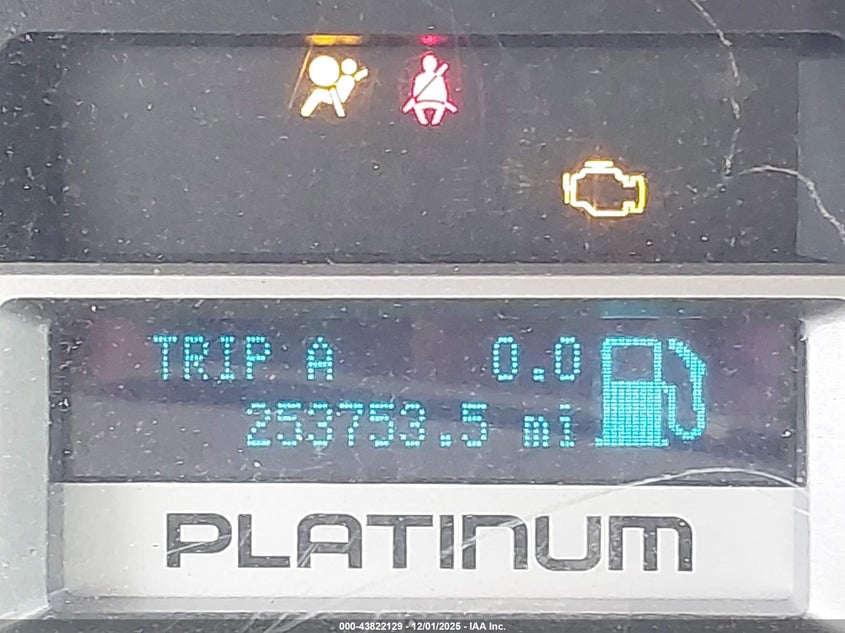 TRIP A 0.0
253753.5 mi
PLATINUM
000-43822129 - 12/01/2025 - IAA Inc.